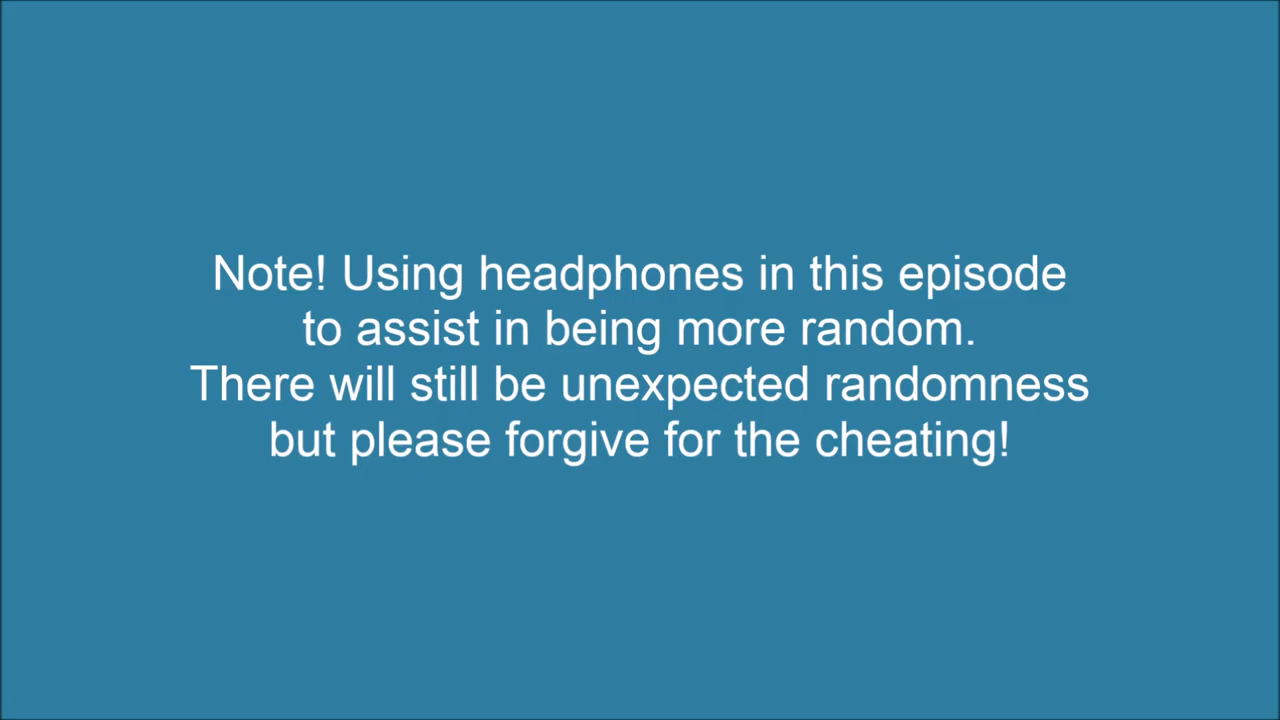 Note! Using headphones in this episode
to assist in being more random.
There will still be unexpected randomness
but please forgive for the cheating!